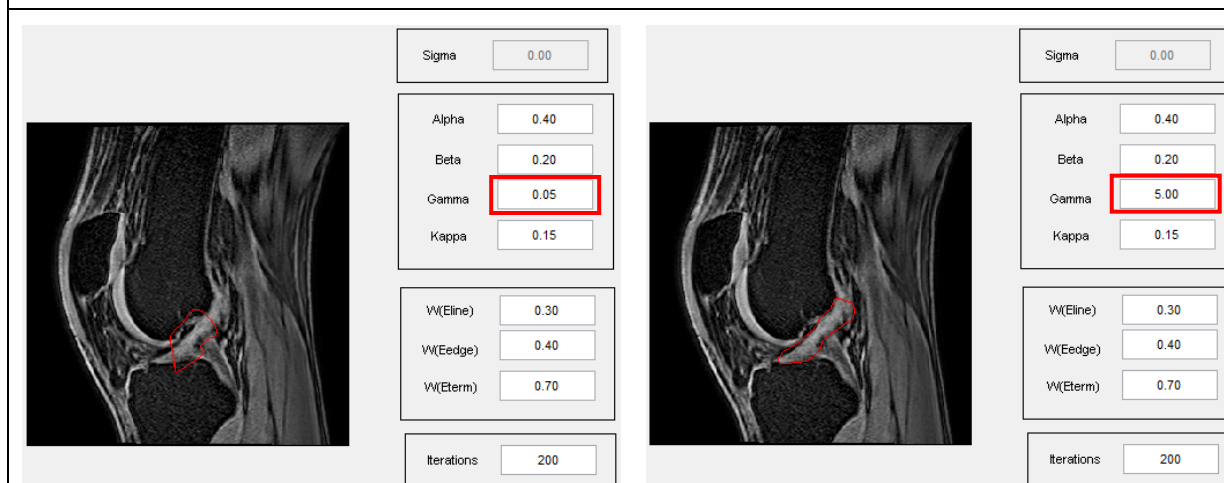 Sigma 0.00
Alpha 0.40
Beta 0.20
Gamma 0.05
Kappa 0.15
W(Eline) 0.30
W(Eedge) 0.40
W(Eterm) 0.70
Iterations 200
Sigma 0.00
Alpha 0.40
Beta 0.20
Gamma 5.00
Kappa 0.15
W(Eline) 0.30
W(Eedge) 0.40
W(Eterm) 0.70
Iterations 200